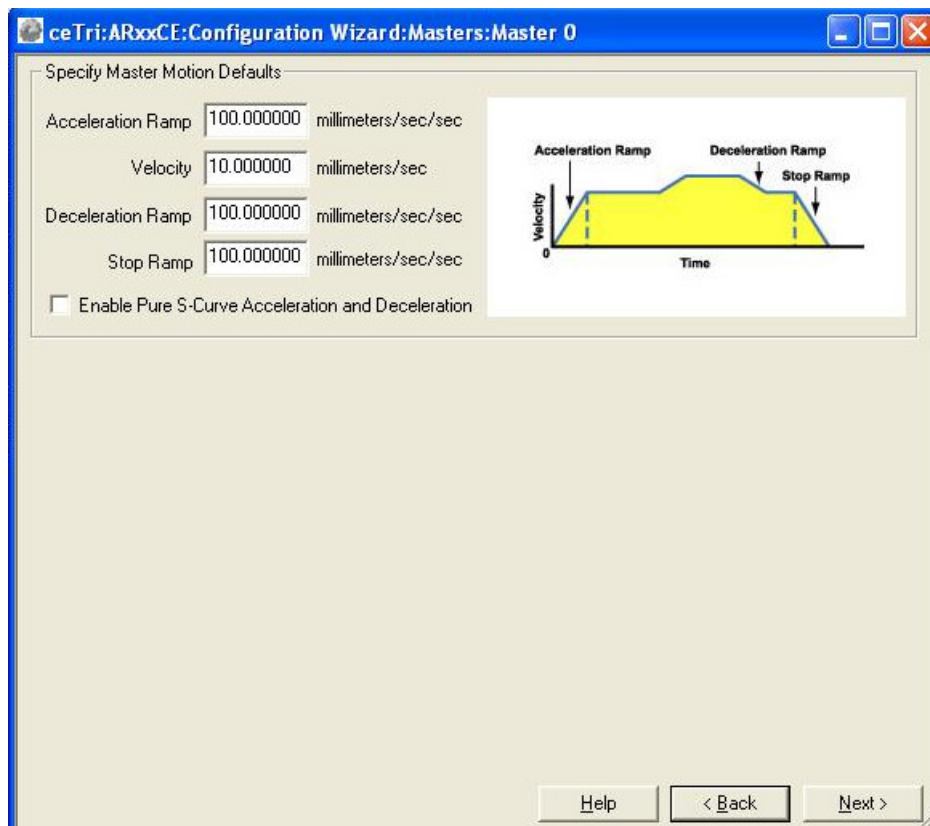 ceTri:ARxxCE:Configuration Wizard:Masters:Master 0
Specify Master Motion Defaults
Acceleration Ramp 100.000000 millimeters/sec/sec
Velocity 10.000000 millimeters/sec
Deceleration Ramp 100.000000 millimeters/sec/sec
Stop Ramp 100.000000 millimeters/sec/sec
Enable Pure S-Curve Acceleration and Deceleration
Acceleration Ramp Deceleration Ramp
Stop Ramp
Velocity
0
Time
Help < Back Next >